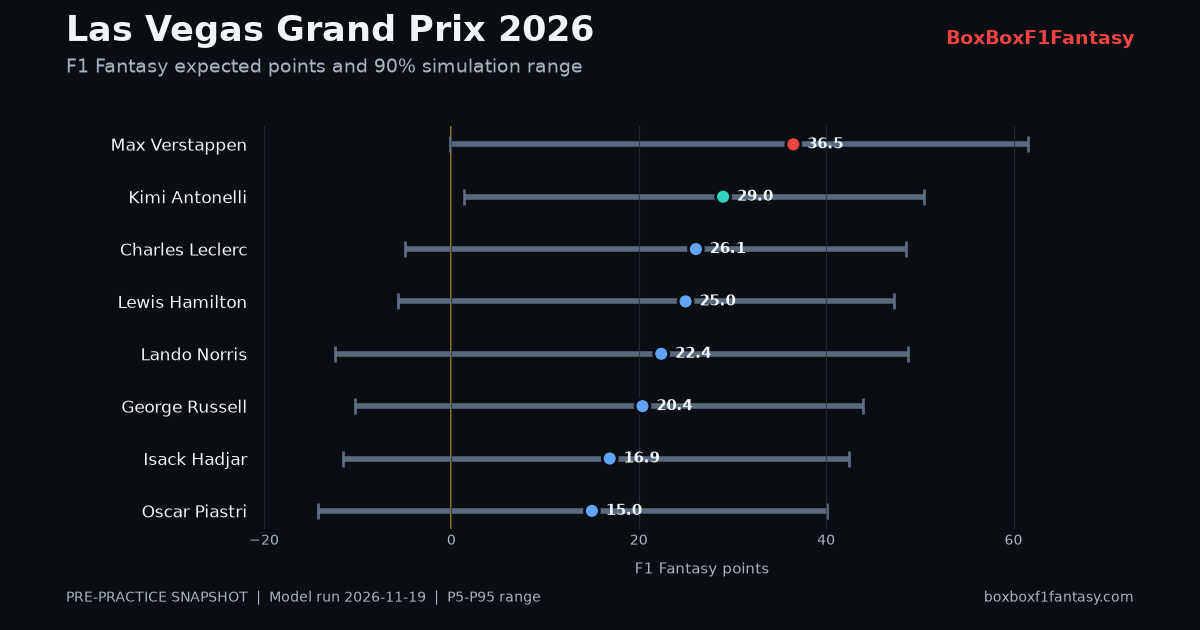 Las Vegas Grand Prix 2026
BoxBoxF1Fantasy
F1 Fantasy expected points and 90% simulation range
Max Verstappen 36.5
Kimi Antonelli 29.0
Charles Leclerc 26.1
Lewis Hamilton 25.0
Lando Norris 22.4
George Russell 20.4
Isack Hadjar 16.9
Oscar Piastri 15.0
−20 0 20 40 60
F1 Fantasy points
PRE-PRACTICE SNAPSHOT | Model run 2026-11-19 | P5-P95 range
boxboxf1fantasy.com